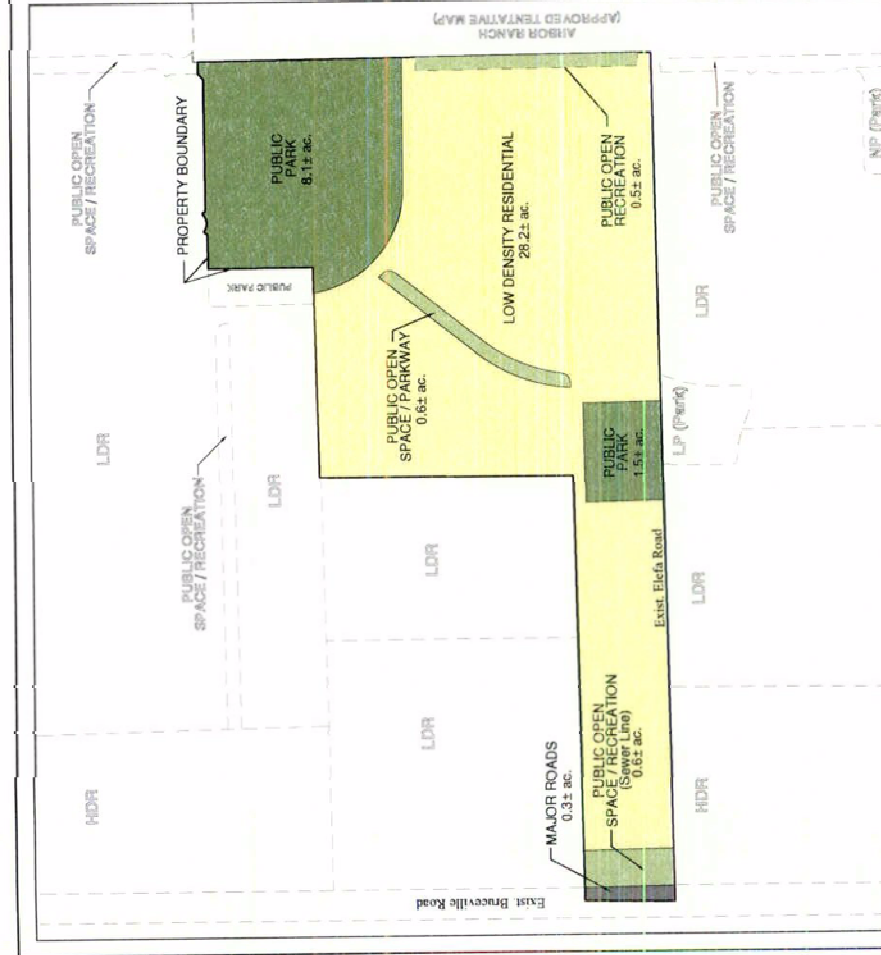 ARBOR RANCH
(APPROVED TENTATIVE MAP)
PUBLIC OPEN
SPACE / RECREATION
PROPERTY BOUNDARY
PUBLIC
PARK
8.1± ac.
PUBLIC PARK
PUBLIC OPEN
RECREATION
0.5± ac.
PUBLIC OPEN
SPACE / RECREATION
NP (Park)
LOW DENSITY RESIDENTIAL
28.2± ac.
PUBLIC OPEN
SPACE / PARKWAY
0.6± ac.
LDR
LDR
PUBLIC OPEN
SPACE / RECREATION
LDR
LDR
PUBLIC
PARK
1.5± ac.
LP (Park)
Exist. Elefa Road
LDR
LDR
HDR
MAJOR ROADS
0.3± ac.
PUBLIC OPEN
SPACE / RECREATION
(Sewer Line)
0.6± ac.
HDR
Exist. Bruceville Road